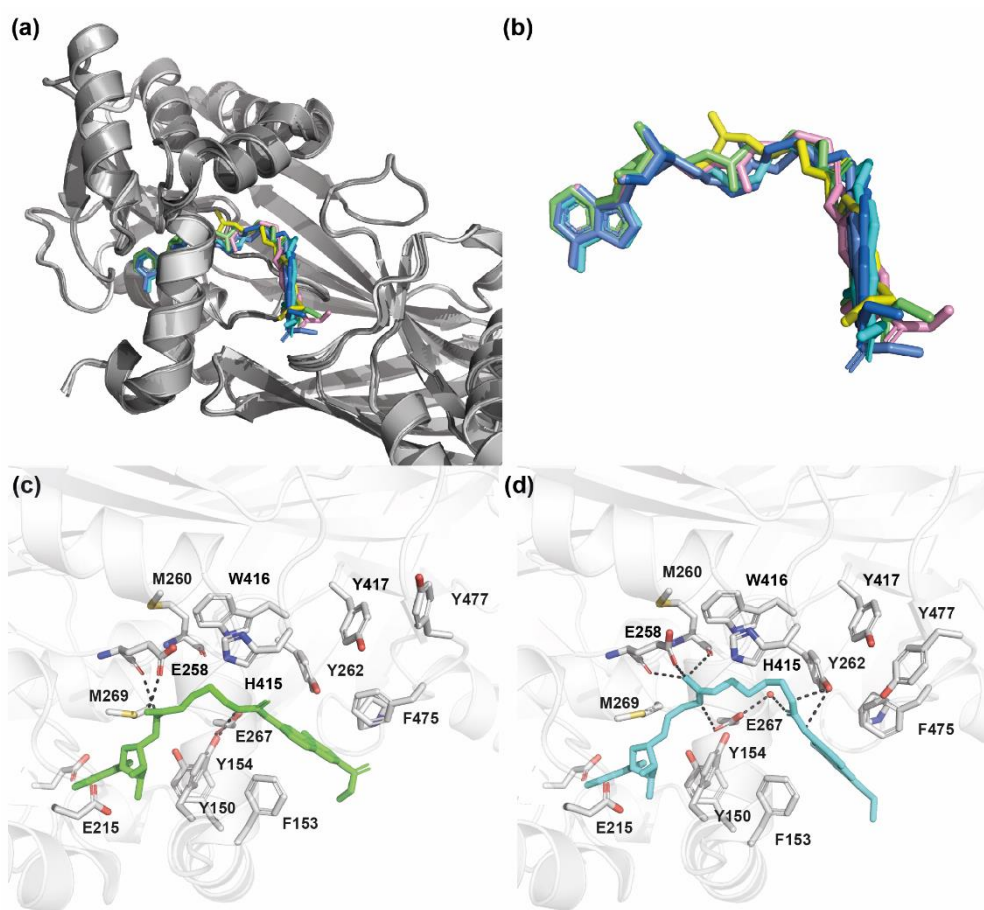 (a)
(b)
(c)
M260
W416
Y417
Y477
E258
Y262
M269
H415
E267
F475
Y154
E215
Y150
F153
(d)
M260
W416
Y417
Y477
E258
H415
Y262
M269
E267
F475
Y154
E215
Y150
F153